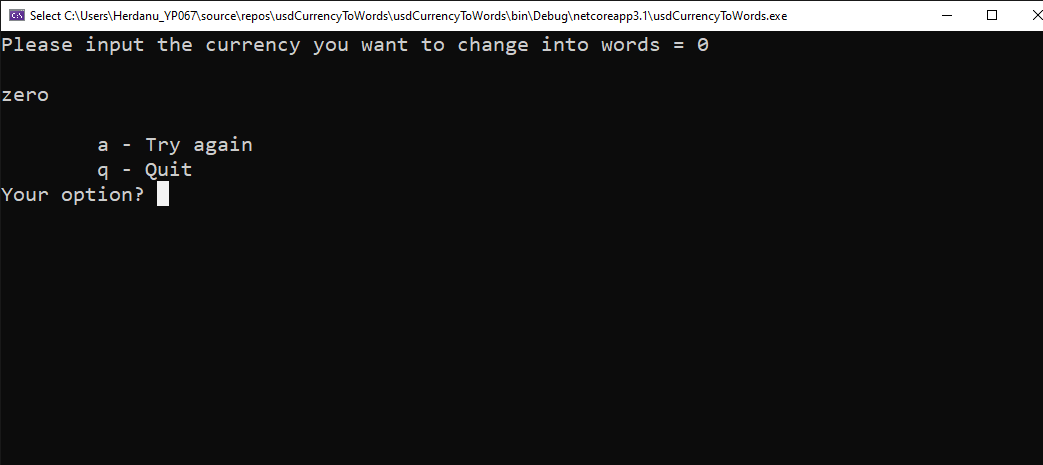 Select C:\Users\Herdanu_YP067\source\repos\usdCurrencyToWords\usdCurrencyToWords\bin\Debug\netcoreapp3.1\usdCurrencyToWords.exe
Please input the currency you want to change into words = 0
zero
a - Try again
q - Quit
Your option?